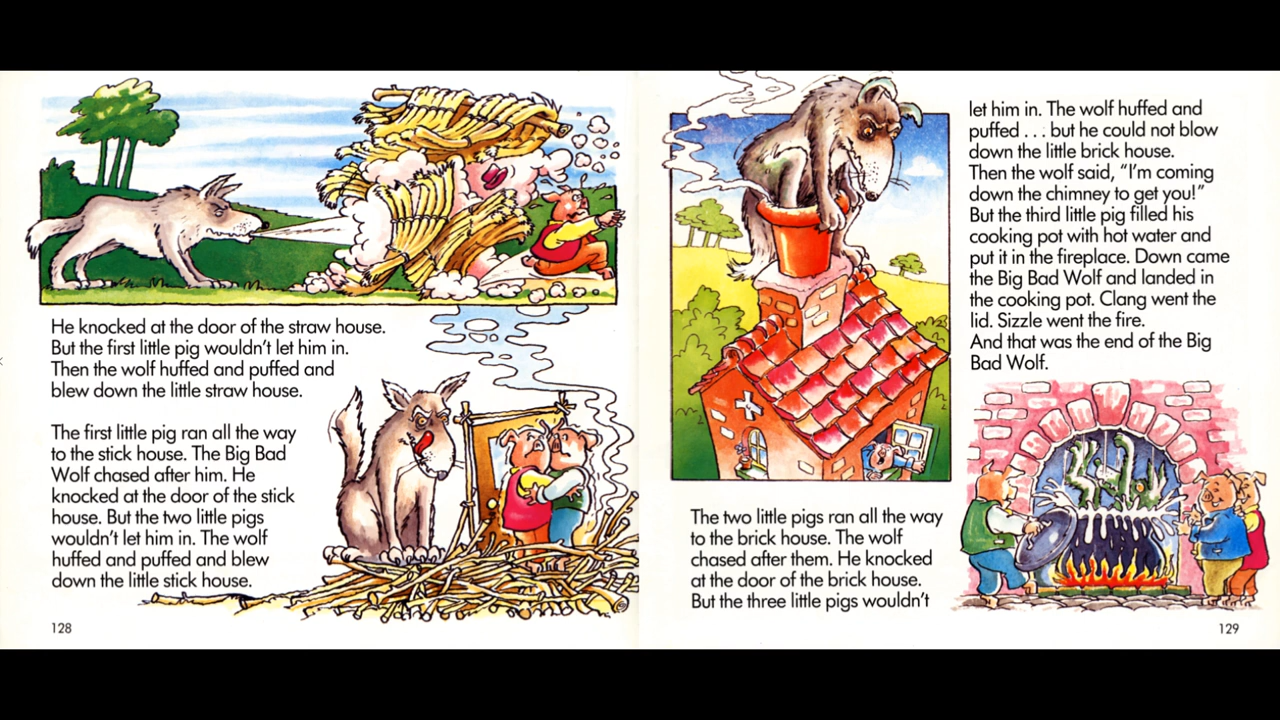 He knocked at the door of the straw house.
But the first little pig wouldn't let him in.
Then the wolf huffed and puffed and
blew down the little straw house.
The first little pig ran all the way
to the stick house. The Big Bad
Wolf chased after him. He
knocked at the door of the stick
house. But the two little pigs
wouldn't let him in. The wolf
huffed and puffed and blew
down the little stick house.
128
The two little pigs ran all the way
to the brick house. The wolf
chased after them. He knocked
at the door of the brick house.
But the three little pigs wouldn't
let him in. The wolf huffed and
puffed . . . but he could not blow
down the little brick house.
Then the wolf said, "I'm coming
down the chimney to get you!"
But the third little pig filled his
cooking pot with hot water and
put it in the fireplace. Down came
the Big Bad Wolf and landed in
the cooking pot. Clang went the
lid. Sizzle went the fire.
And that was the end of the Big
Bad Wolf.
129